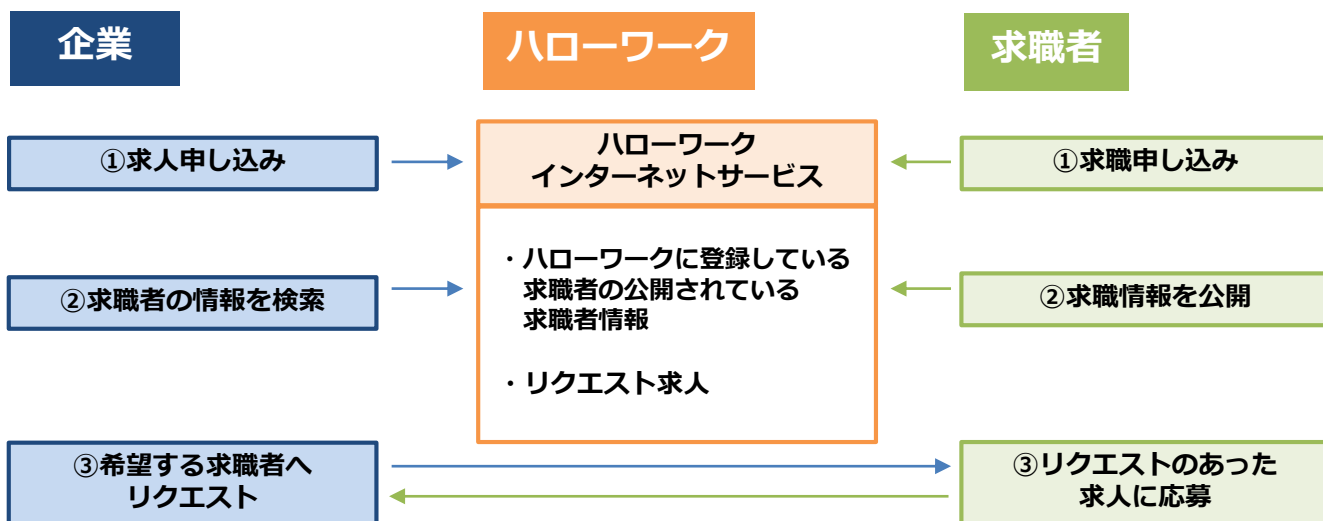 企業
ハローワーク
求職者
①求人申し込み
ハローワーク
インターネットサービス
①求職申し込み
②求職者の情報を検索
・ハローワークに登録している
求職者の公開されている
求職者情報
・リクエスト求人
②求職情報を公開
③希望する求職者へ
リクエスト
③リクエストのあった
求人に応募